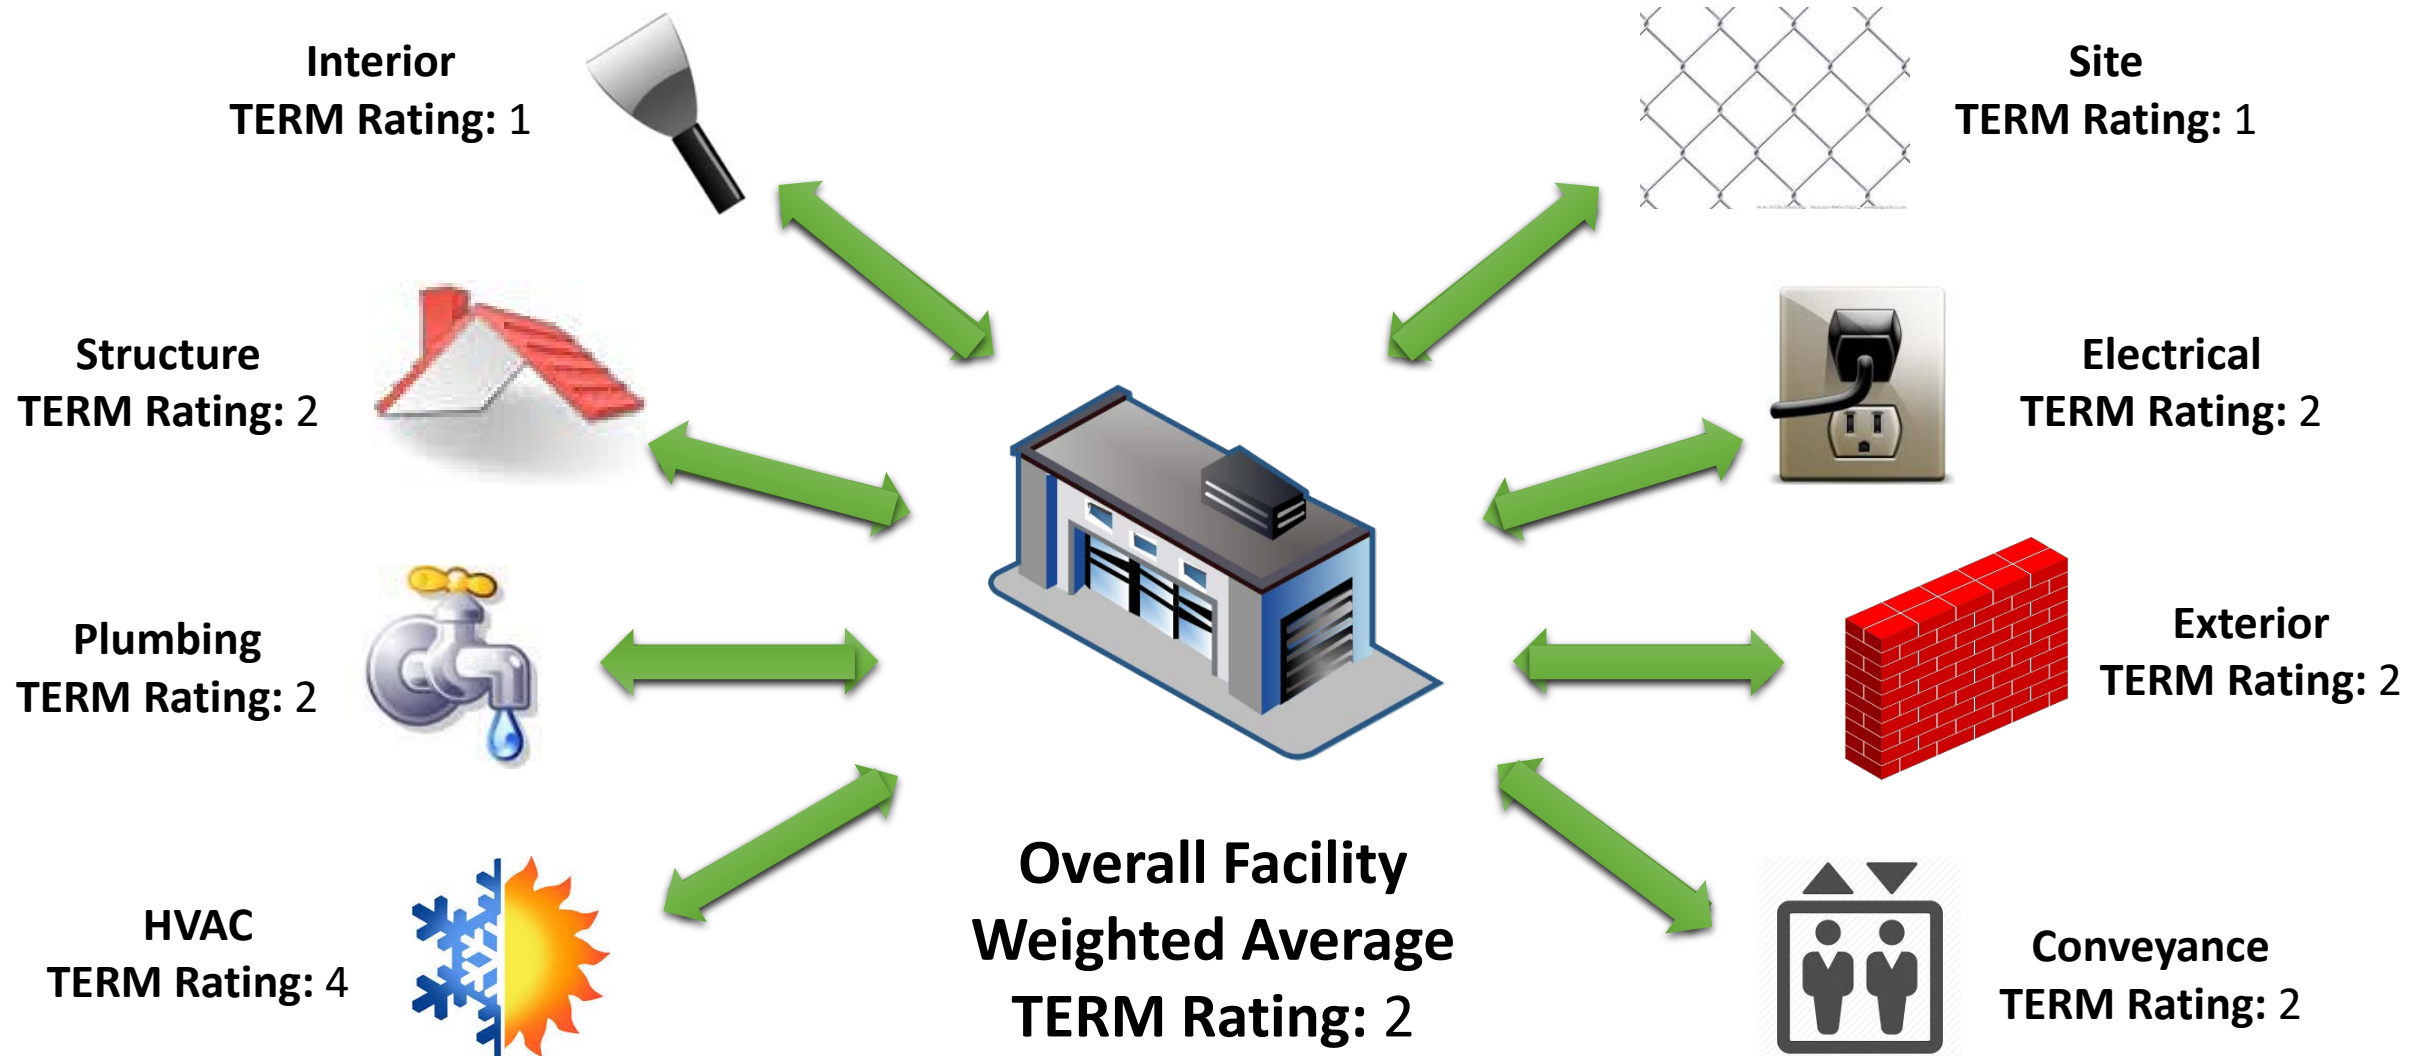 Interior
TERM Rating: 1
Site
TERM Rating: 1
Structure
TERM Rating: 2
Electrical
TERM Rating: 2
Plumbing
TERM Rating: 2
Exterior
TERM Rating: 2
HVAC
TERM Rating: 4
Overall Facility
Weighted Average
TERM Rating: 2
Conveyance
TERM Rating: 2